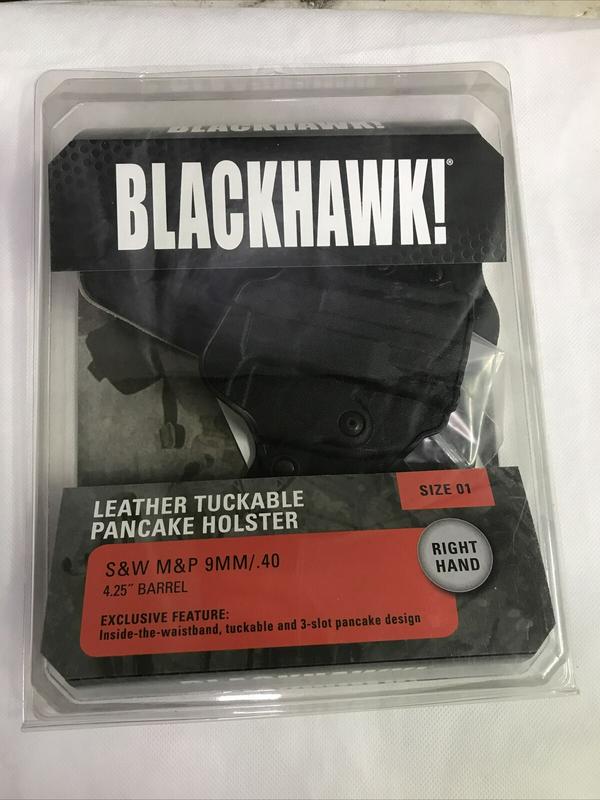 BLACKHAWK!
BLACKHAWK!®
SIZE 01
LEATHER TUCKABLE
PANCAKE HOLSTER
RIGHT
HAND
S&W M&P 9MM/.40
4.25" BARREL
EXCLUSIVE FEATURE:
Inside-the-waistband, tuckable and 3-slot pancake design
BLACKHAWK!